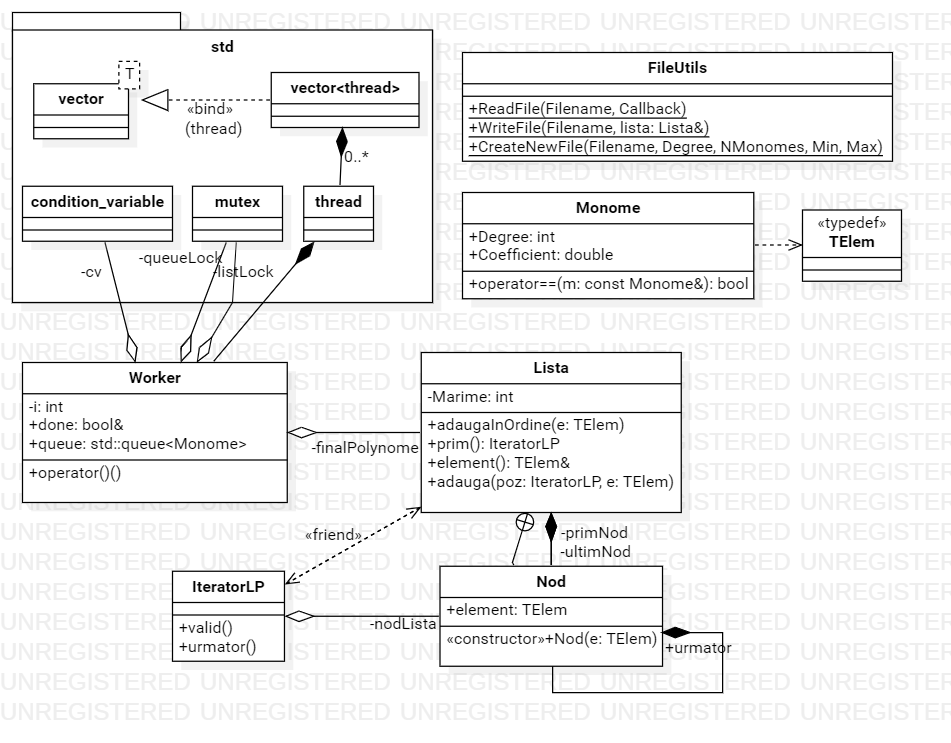 std
T
vector
«bind»
(thread)
vector<thread>
0..*
condition_variable
mutex
thread
-cv
-queueLock
-listLock
FileUtils
+ReadFile(Filename, Callback)
+WriteFile(Filename, lista: Lista&)
+CreateNewFile(Filename, Degree, NMonomes, Min, Max)
Monome
+Degree: int
+Coefficient: double
+operator==(m: const Monome&): bool
«typedef»
TElem
Worker
-i: int
+done: bool&
+queue: std::queue<Monome>
+operator()()
-finalPolynome
Lista
-Marime: int
+adaugaInOrdine(e: TElem)
+prim(): IteratorLP
+element(): TElem&
+adauga(poz: IteratorLP, e: TElem)
«friend»
-primNod
-ultimNod
IteratorLP
+valid()
+urmator()
-nodLista
Nod
+element: TElem
«constructor»+Nod(e: TElem)
+urmator
UNREGISTERED